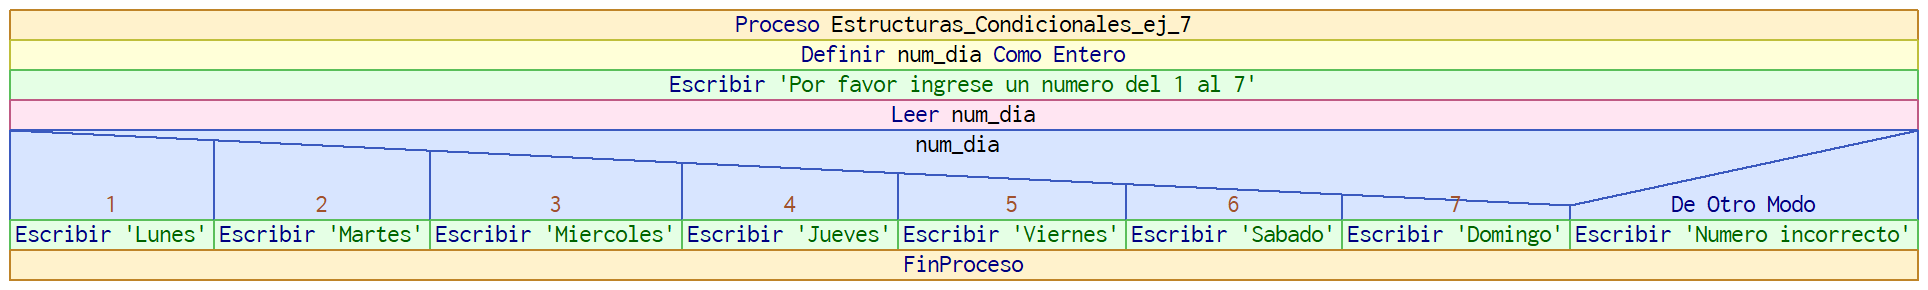 Proceso Estructuras_Condicionales_ej_7
Definir num_dia Como Entero
Escribir 'Por favor ingrese un numero del 1 al 7'
Leer num_dia
num_dia
1 2 3 4 5 6 7 De Otro Modo
Escribir 'Lunes' Escribir 'Martes' Escribir 'Miercoles' Escribir 'Jueves' Escribir 'Viernes' Escribir 'Sabado' Escribir 'Domingo' Escribir 'Numero incorrecto'
FinProceso